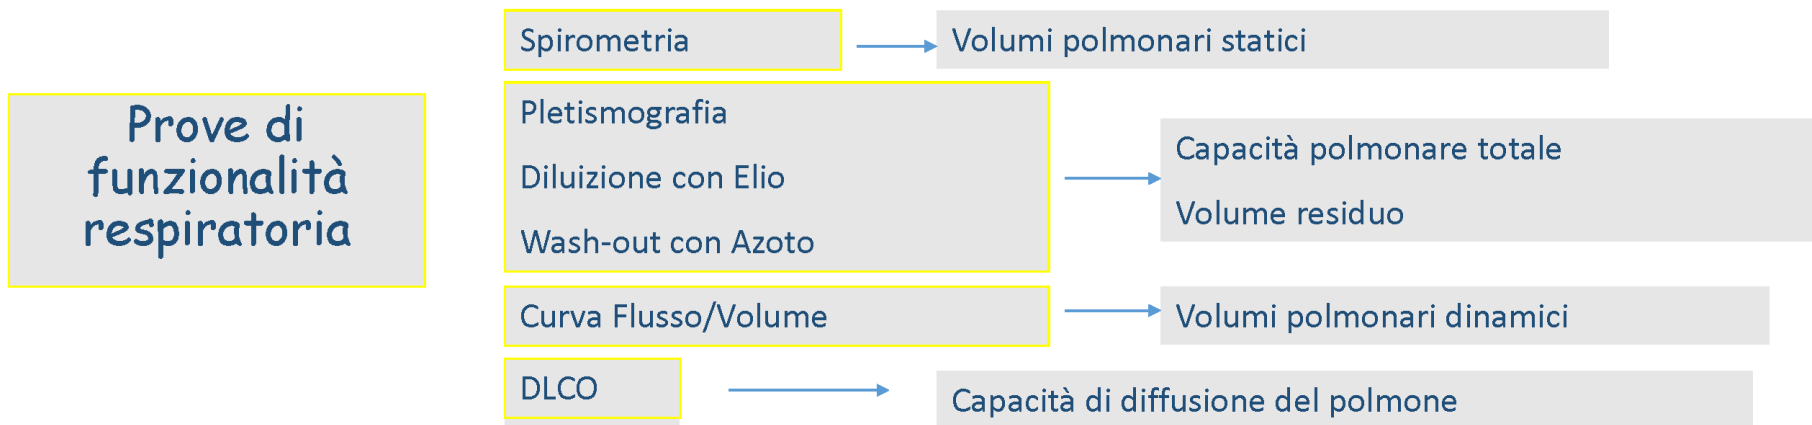 Prove di
funzionalità
respiratoria
Spirometria
Volumi polmonari statici
Pletismografia
Diluizione con Elio
Wash-out con Azoto
Capacità polmonare totale
Volume residuo
Curva Flusso/Volume
Volumi polmonari dinamici
DLCO
Capacità di diffusione del polmone